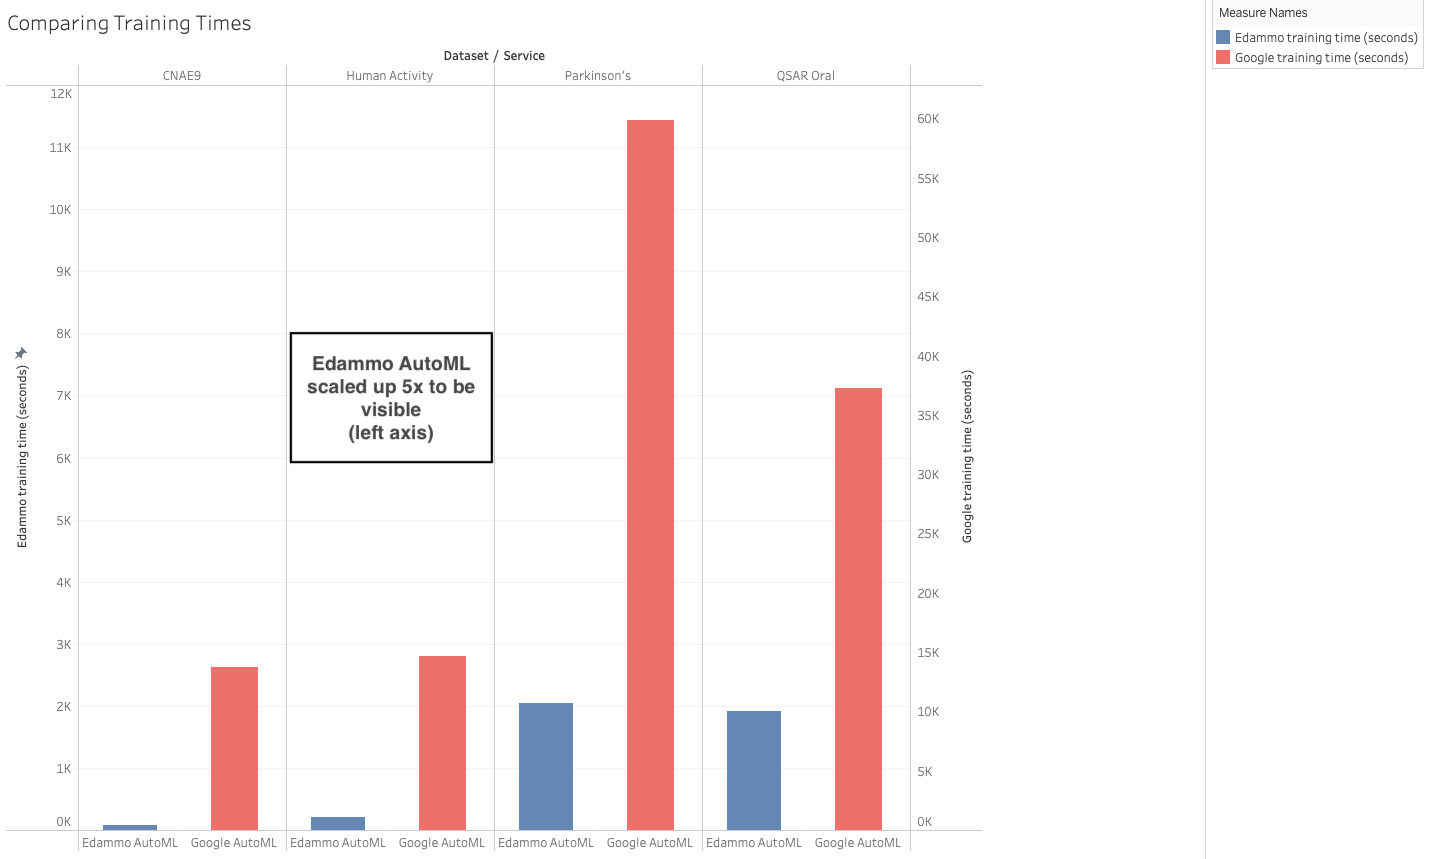 Comparing Training Times
Measure Names
Edammo training time (seconds)
Google training time (seconds)
Dataset / Service
CNAE9
Human Activity
Parkinson's
QSAR Oral
12K
11K
10K
9K
8K
7K
6K
5K
4K
3K
2K
1K
0K
Edammo training time (seconds)
Edammo AutoML
scaled up 5x to be
visible
(left axis)
60K
55K
50K
45K
40K
35K
30K
25K
20K
15K
10K
5K
0K
Google training time (seconds)
Edammo AutoML
Google AutoML
Edammo AutoML
Google AutoML
Edammo AutoML
Google AutoML
Edammo AutoML
Google AutoML